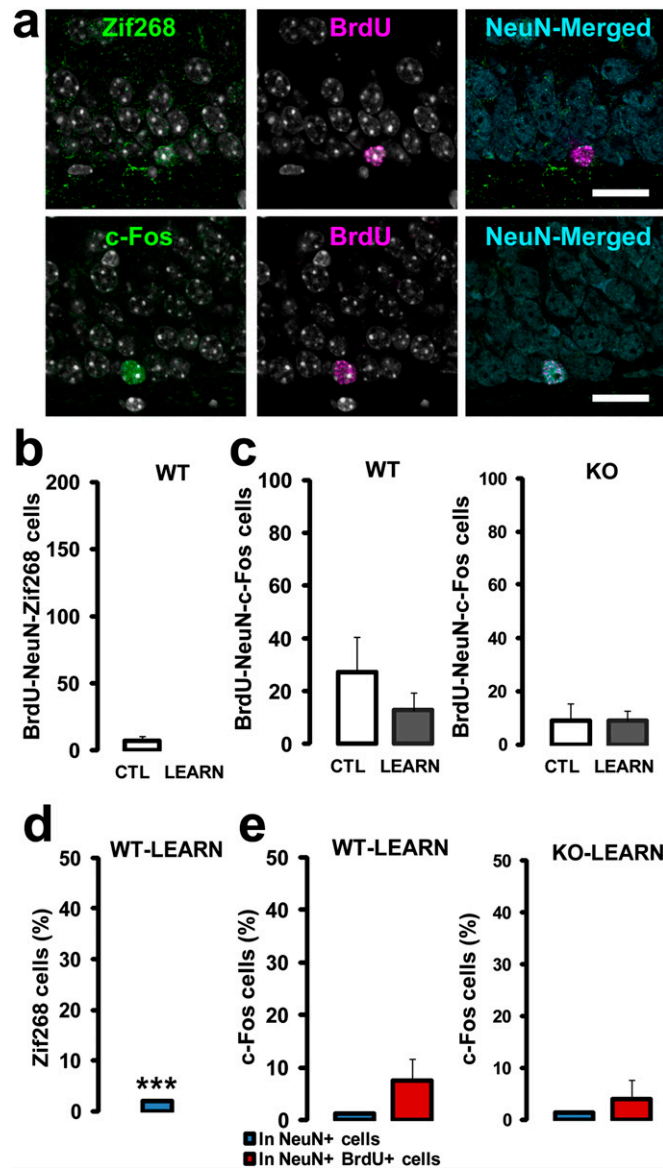 a
Zif268 BrdU NeuN-Merged
c-Fos BrdU NeuN-Merged
b
WT
BrdU-NeuN-Zif268 cells
200
150
100
50
0
CTL LEARN
c
WT
BrdU-NeuN-c-Fos cells
100
80
60
40
20
0
CTL LEARN
KO
BrdU-NeuN-c-Fos cells
100
80
60
40
20
0
CTL LEARN
d
WT-LEARN
Zif268 cells (%)
50
40
30
20
10
0
***
e
WT-LEARN
c-Fos cells (%)
50
40
30
20
10
0
KO-LEARN
c-Fos cells (%)
50
40
30
20
10
0
In NeuN+ cells
In NeuN+ BrdU+ cells